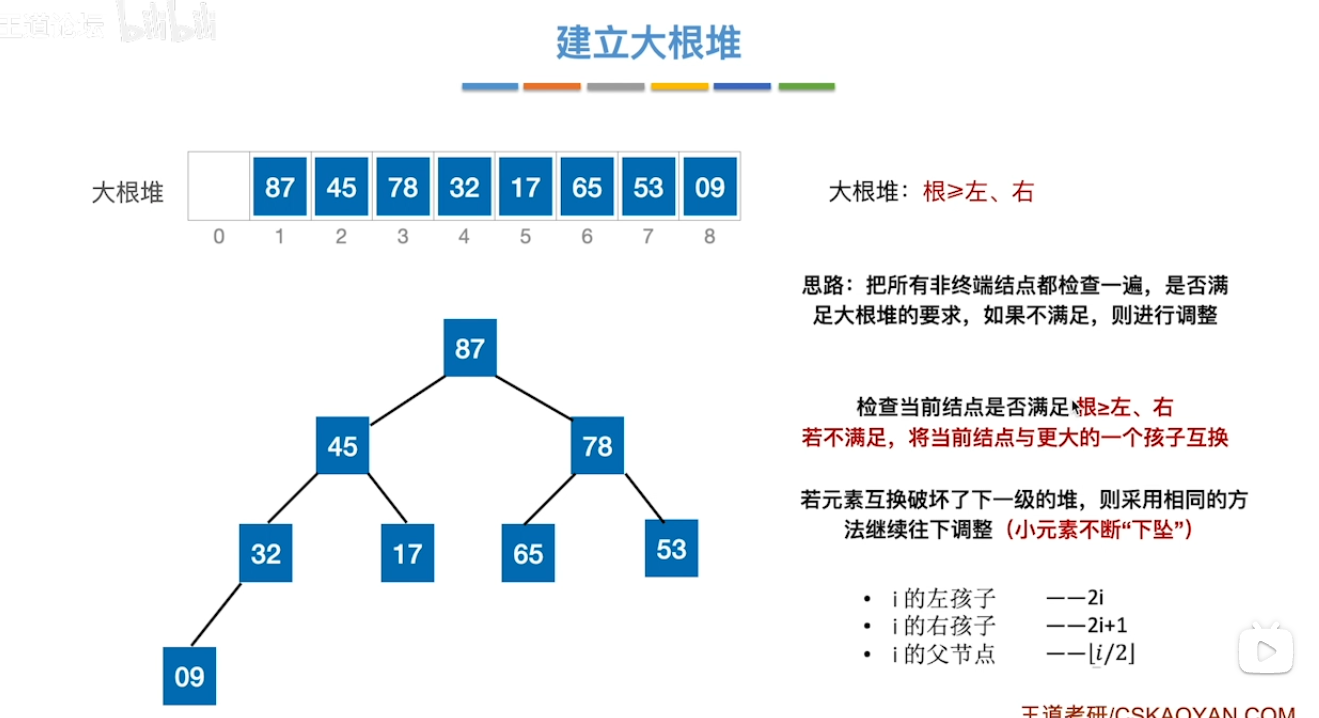 王道论坛 bilibili
建立大根堆
大根堆 87 45 78 32 17 65 53 09
0 1 2 3 4 5 6 7 8
大根堆：根≥左、右
思路：把所有非终端结点都检查一遍，是否满
足大根堆的要求，如果不满足，则进行调整
87
45 78
32 17 65 53
09
检查当前结点是否满足根≥左、右
若不满足，将当前结点与更大的一个孩子互换
若元素互换破坏了下一级的堆，则采用相同的方
法继续往下调整（小元素不断“下坠”）
• i 的左孩子 ——2i
• i 的右孩子 ——2i+1
• i 的父节点 ——⌊i/2⌋
王道考研/CSKAOYAN.COM